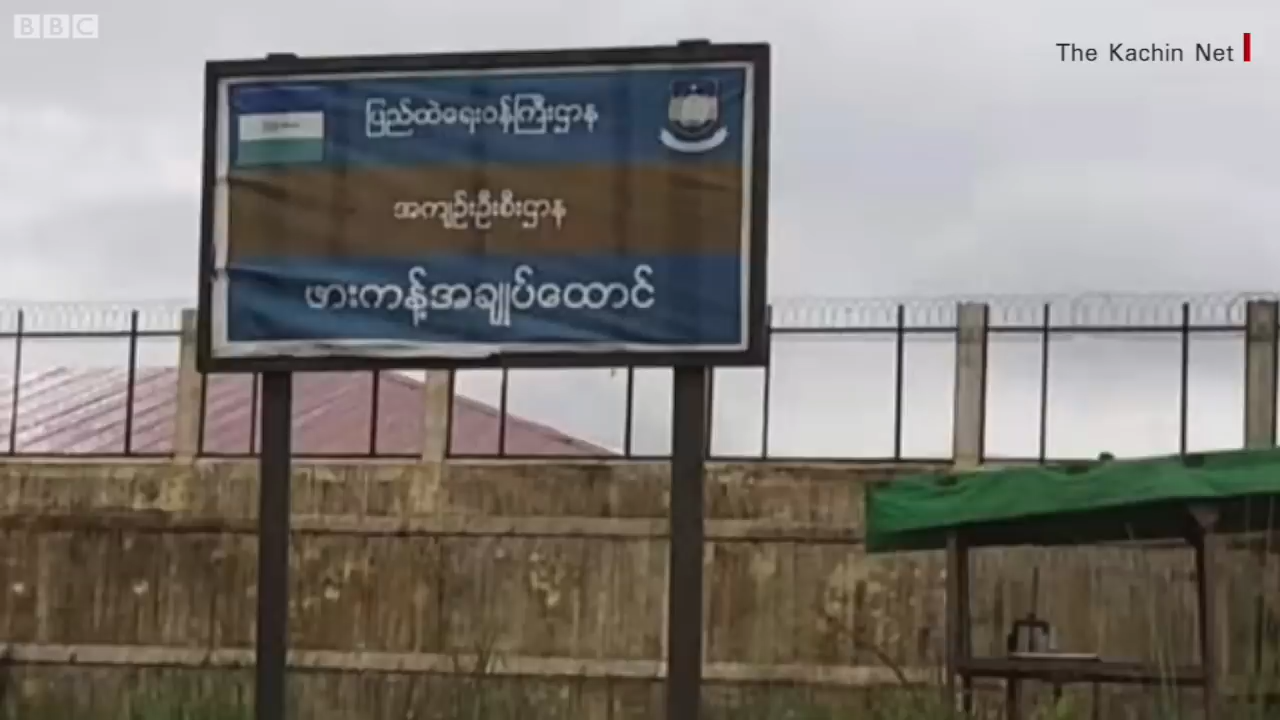 BBC
The Kachin Net
ပြည်ထဲရေးဝန်ကြီးဌာန
အကျဉ်းဦးစီးဌာန
ဖားကန့်အချုပ်ထောင်